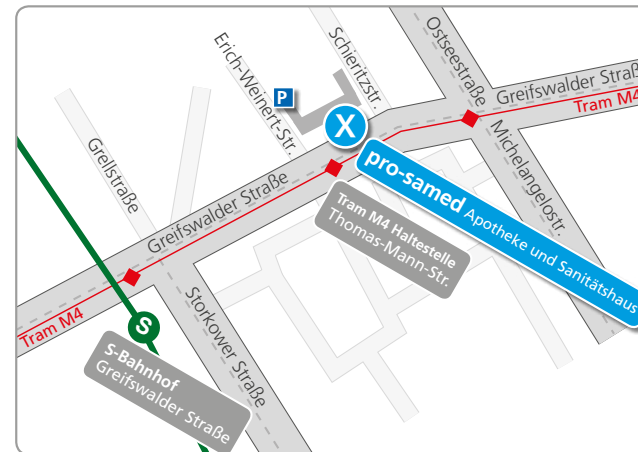 Ostseestraße
Erich-Weinert-Str.
Schieritzstr.
Greifswalder Straße
Tram M4
P
X
Grellstraße
Michelangelostr.
pro-samed Apotheke und Sanitätshaus
Greifswalder Straße
Tram M4 Haltestelle
Thomas-Mann-Str.
Tram M4
S
Storkower Straße
S-Bahnhof
Greifswalder Straße